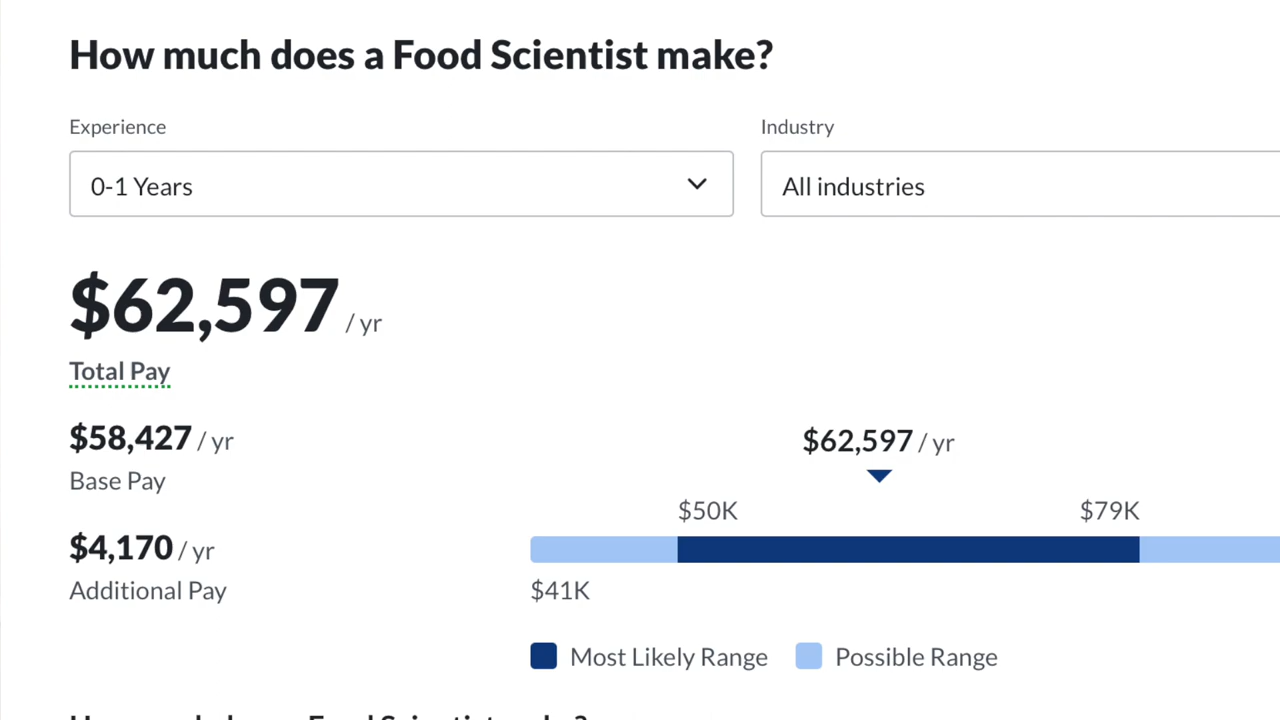 How much does a Food Scientist make?
Experience
Industry
0-1 Years
All industries
$62,597 / yr
Total Pay
$58,427 / yr
Base Pay
$62,597 / yr
$50K
$79K
$4,170 / yr
Additional Pay
$41K
Most Likely Range
Possible Range